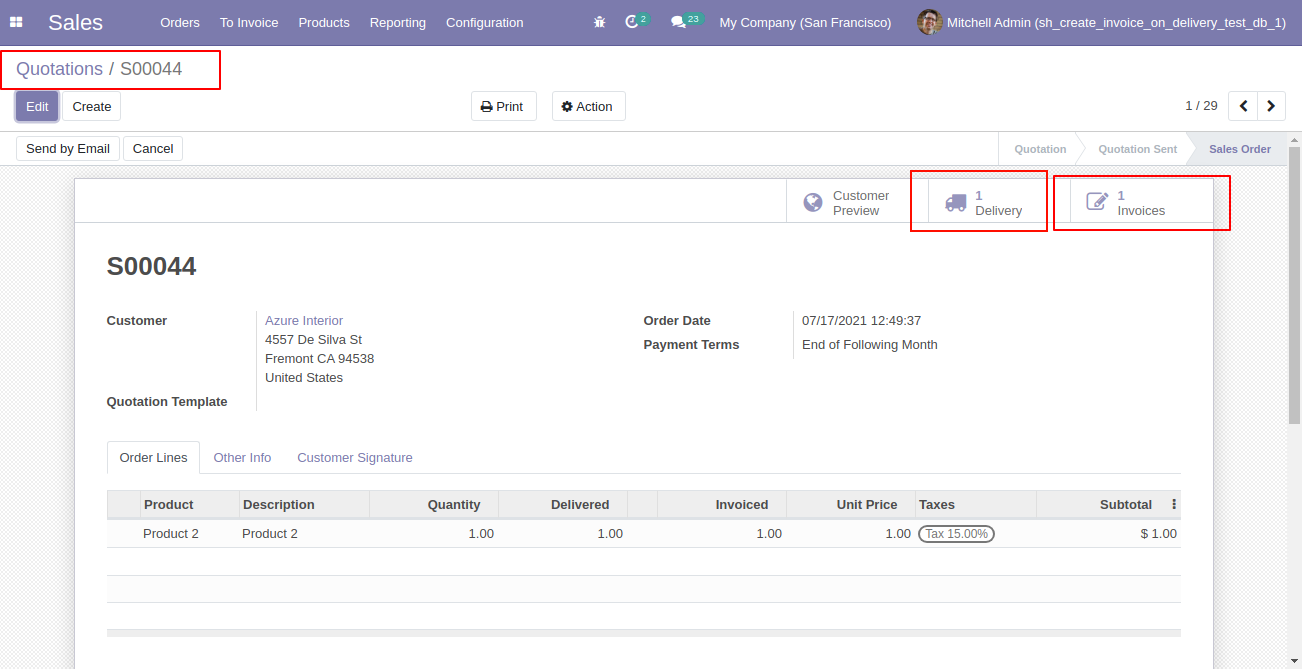 Sales Orders To Invoice Products Reporting Configuration 2 23 My Company (San Francisco) Mitchell Admin (sh_create_invoice_on_delivery_test_db_1)
Quotations / S00044
Edit Create Print Action 1 / 29
Send by Email Cancel Quotation Quotation Sent Sales Order
Customer Preview
1 Delivery
1 Invoices
S00044
Customer Azure Interior
4557 De Silva St
Fremont CA 94538
United States
Quotation Template
Order Date 07/17/2021 12:49:37
Payment Terms End of Following Month
Order Lines Other Info Customer Signature
Product Description Quantity Delivered Invoiced Unit Price Taxes Subtotal
Product 2 Product 2 1.00 1.00 1.00 1.00 Tax 15.00% $ 1.00